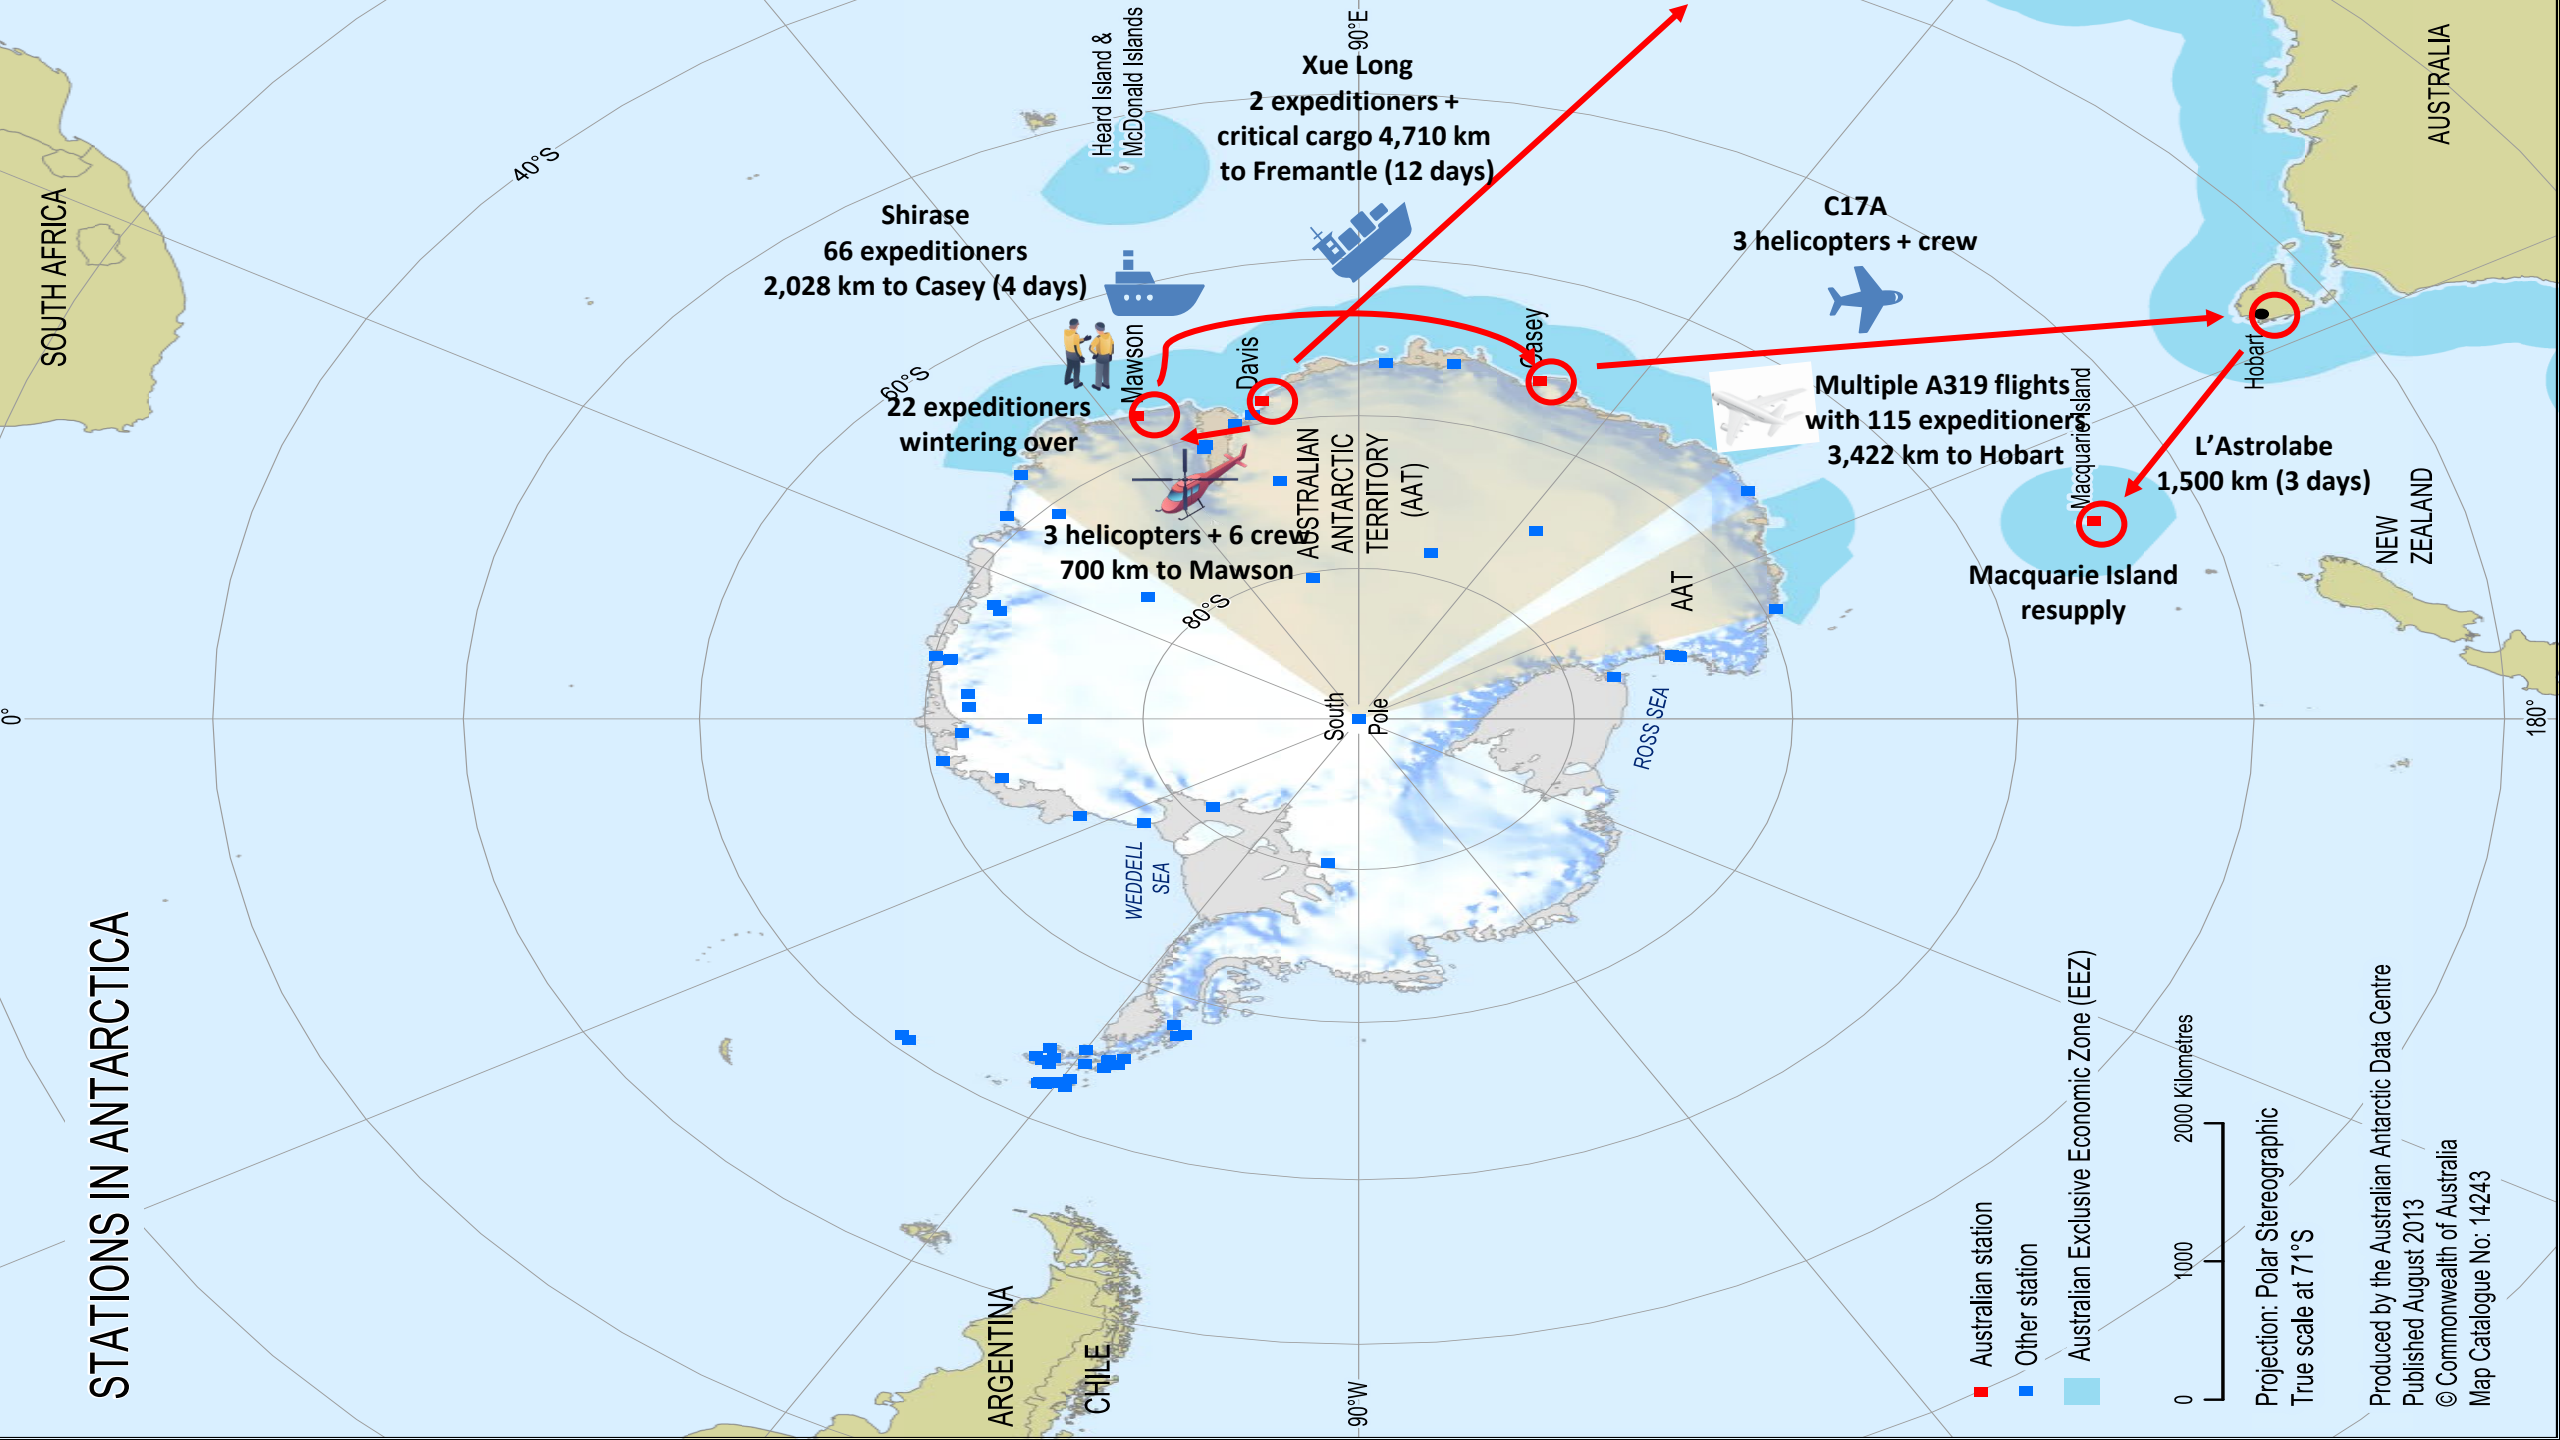 STATIONS IN ANTARCTICA
SOUTH AFRICA
40°S
60°S
80°S
0°
90°E
180°
90°W
Heard Island &
McDonald Islands
Xue Long
2 expeditioners +
critical cargo 4,710 km
to Fremantle (12 days)
Shirase
66 expeditioners
2,028 km to Casey (4 days)
C17A
3 helicopters + crew
AUSTRALIA
Mawson
Davis
Casey
Hobart
22 expeditioners
wintering over
Multiple A319 flights
with 115 expeditioners
3,422 km to Hobart
Macquarie Island
L’Astrolabe
1,500 km (3 days)
Macquarie Island
resupply
NEW
ZEALAND
3 helicopters + 6 crew
700 km to Mawson
AUSTRALIAN
ANTARCTIC
TERRITORY
(AAT)
AAT
South
Pole
ROSS SEA
WEDDELL
SEA
ARGENTINA
CHILE
Australian station
Other station
Australian Exclusive Economic Zone (EEZ)
0 1000 2000 Kilometres
Projection: Polar Stereographic
True scale at 71°S
Produced by the Australian Antarctic Data Centre
Published August 2013
© Commonwealth of Australia
Map Catalogue No: 14243